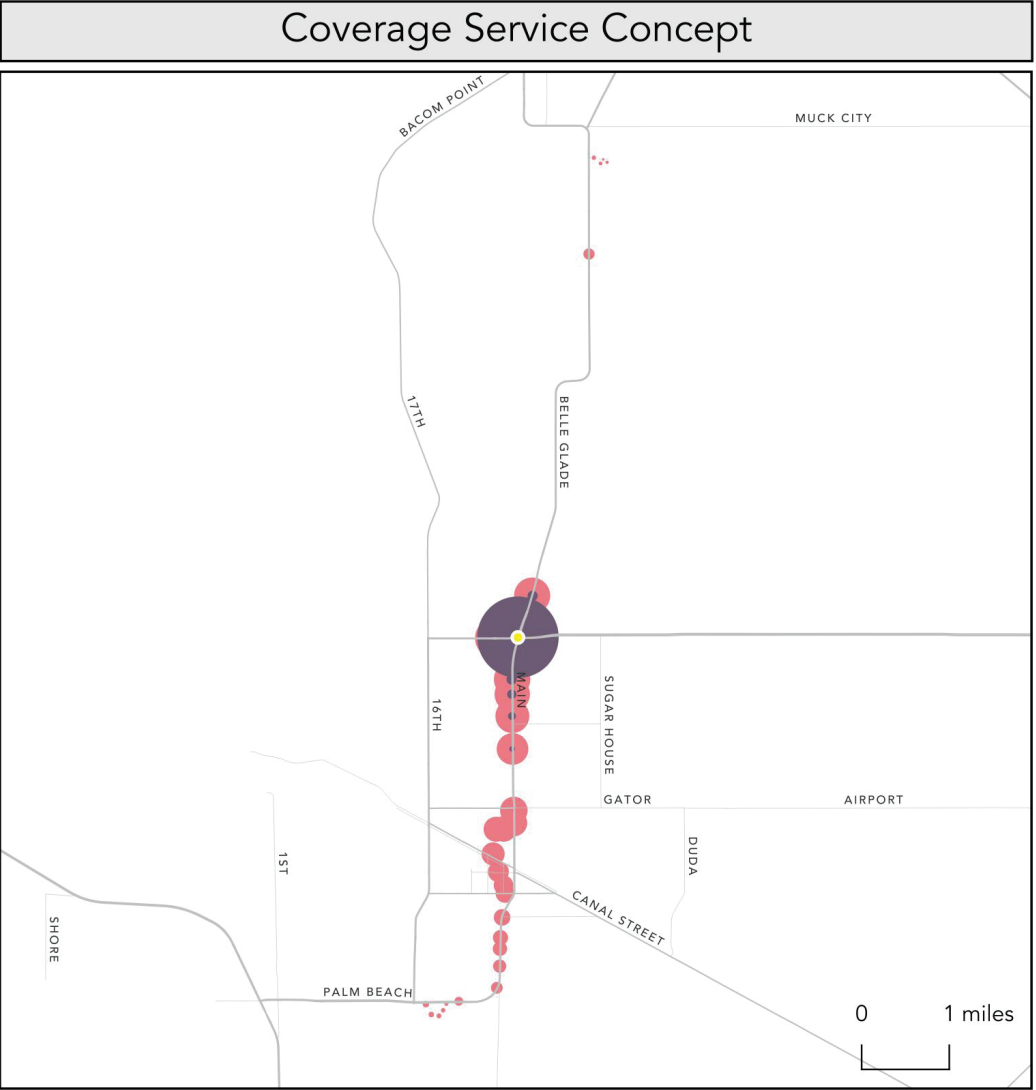 Coverage Service Concept
BACOM POINT
MUCK CITY
17TH
BELLE GLADE
MAIN
16TH
SUGAR HOUSE
GATOR
AIRPORT
1ST
DUDA
CANAL STREET
SHORE
PALM BEACH
0 1 miles